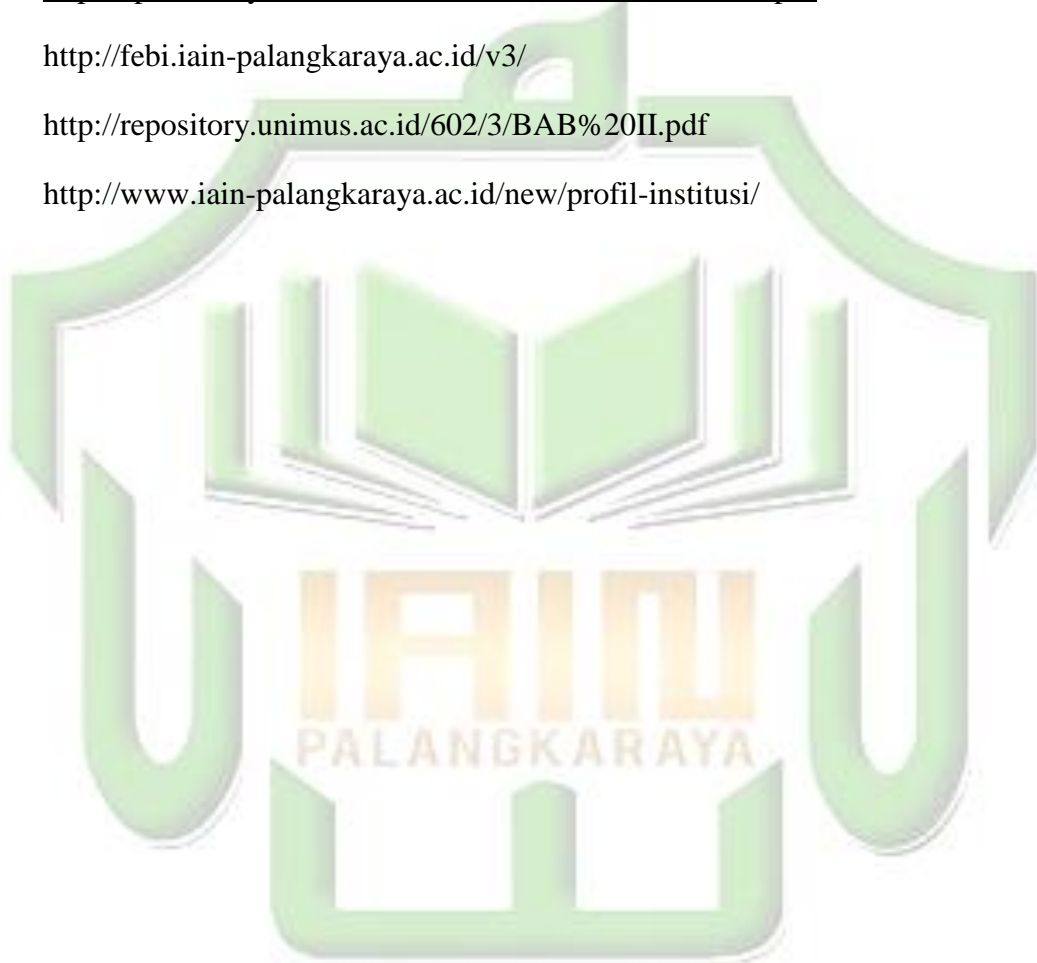 http://febi.iain-palangkaraya.ac.id/v3/
http://repository.unimus.ac.id/602/3/BAB%20II.pdf
http://www.iain-palangkaraya.ac.id/new/profil-institusi/
IAIN
PALANGKARAYA